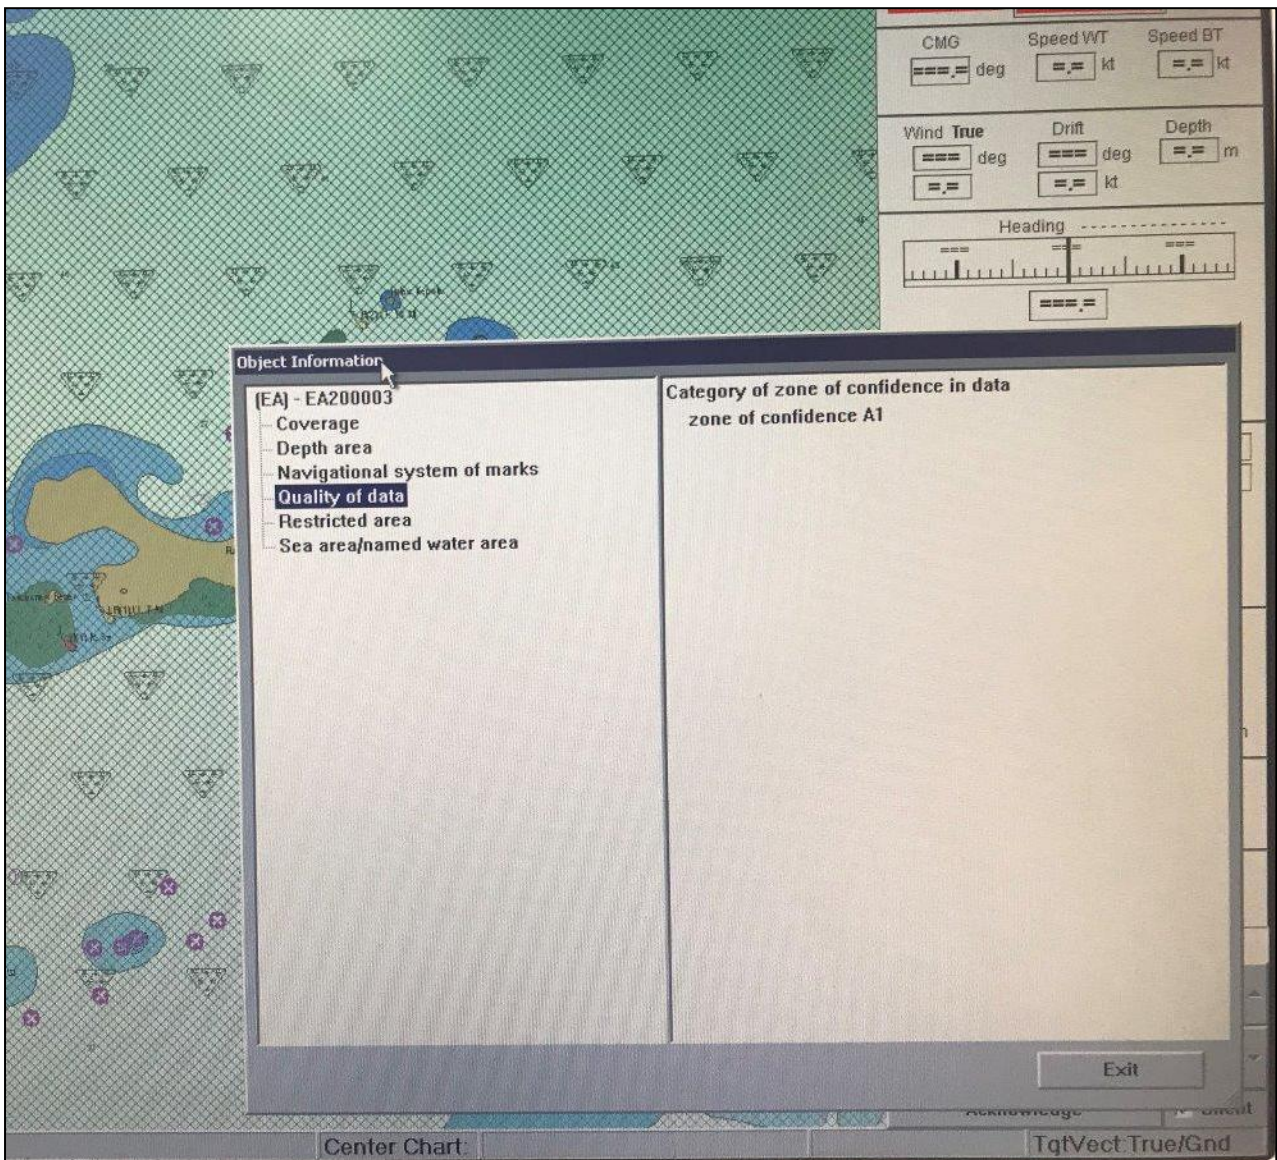 CMG Speed WT Speed BT
===.= deg =.= kt =.= kt
Wind True Drift Depth
=== deg === deg =.= m
=.= =.= kt
Heading
=== === ===
===.=
Object Information
(EA) - EA200003
Coverage
Depth area
Navigational system of marks
Quality of data
Restricted area
Sea area/named water area
Category of zone of confidence in data
zone of confidence A1
Exit
Acknowledge
Center Chart:
TgtVect:True/Gnd